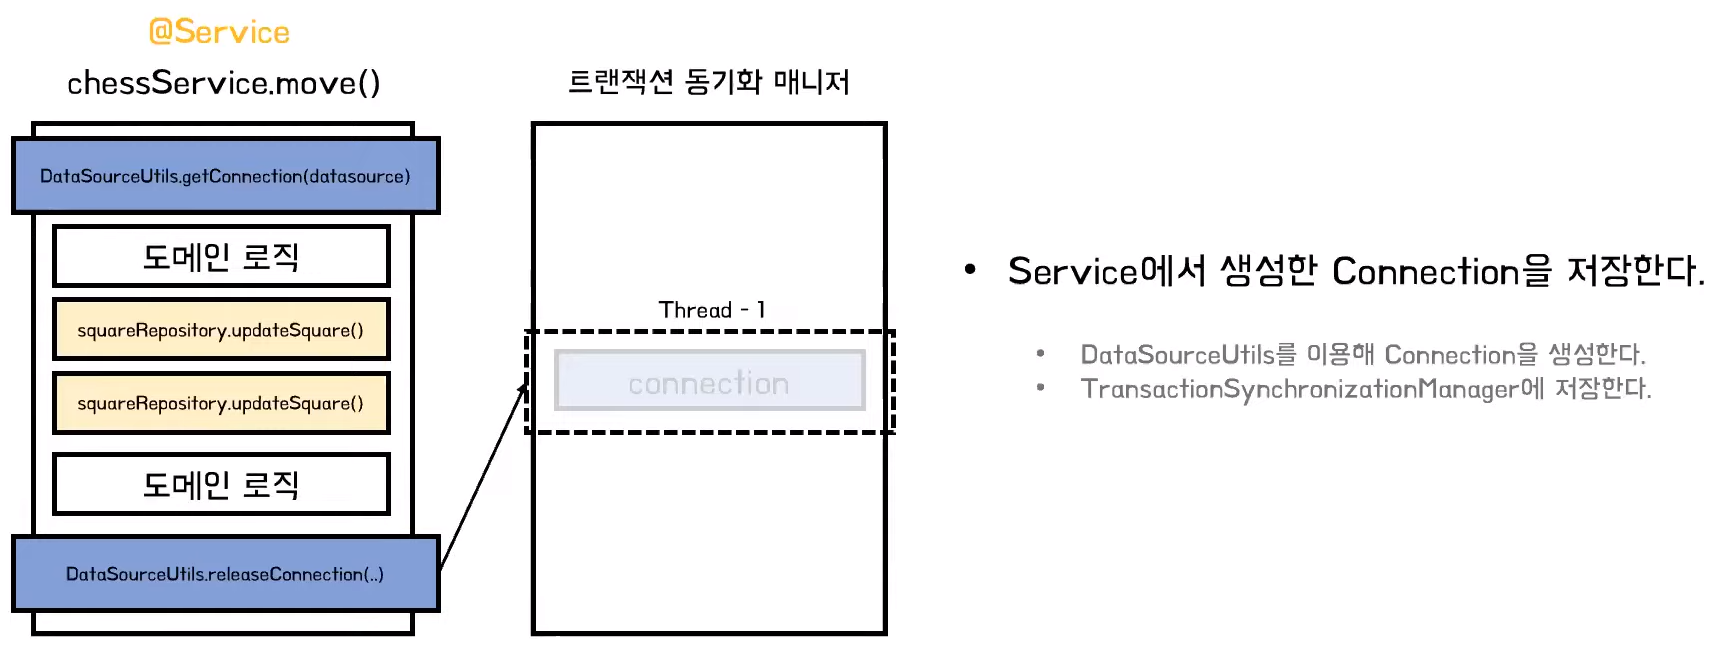 @Service
chessService.move()
DataSourceUtils.getConnection(datasource)
도메인 로직
squareRepository.updateSquare()
squareRepository.updateSquare()
도메인 로직
DataSourceUtils.releaseConnection(..)
트랜잭션 동기화 매니저
Thread - 1
connection
• Service에서 생성한 Connection을 저장한다.
• DataSourceUtils를 이용해 Connection을 생성한다.
• TransactionSynchronizationManager에 저장한다.